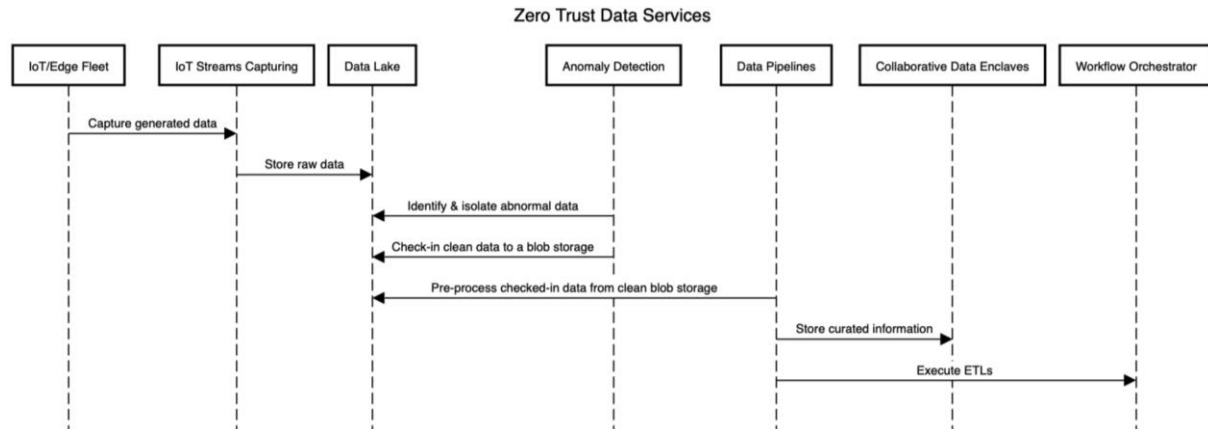 Zero Trust Data Services
IoT/Edge Fleet
IoT Streams Capturing
Data Lake
Anomaly Detection
Data Pipelines
Collaborative Data Enclaves
Workflow Orchestrator
Capture generated data
Store raw data
Identify & isolate abnormal data
Check-in clean data to a blob storage
Pre-process checked-in data from clean blob storage
Store curated information
Execute ETLs